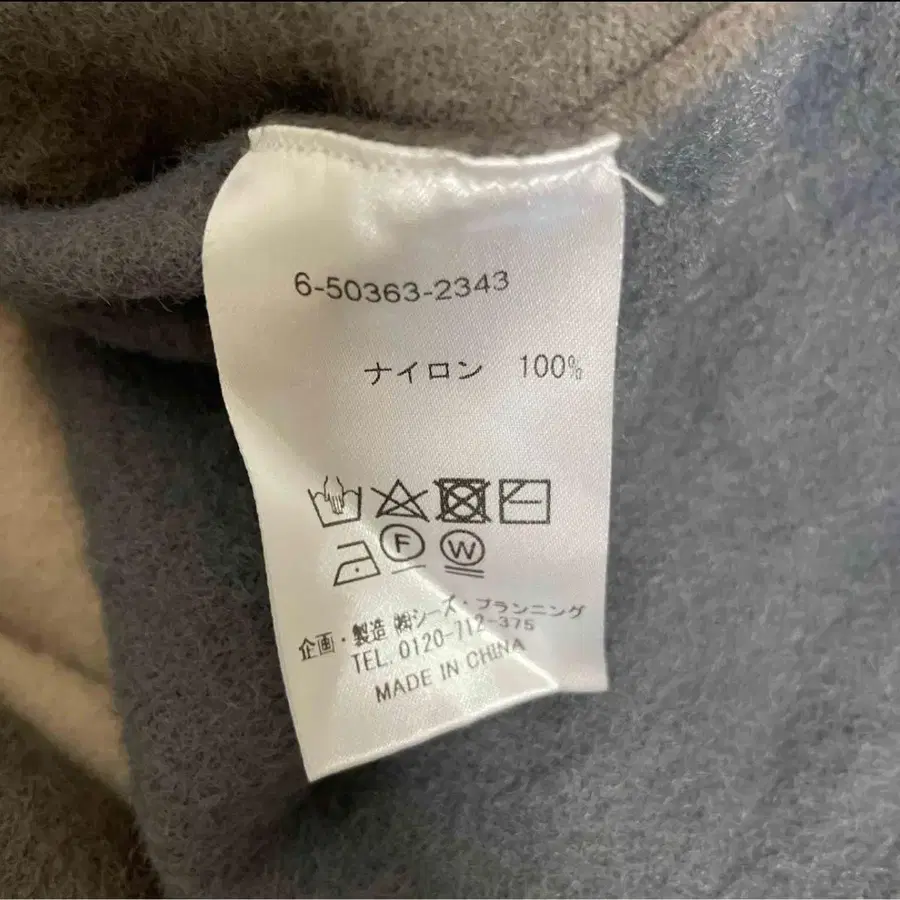 6-50363-2343
ナイロン 100%
F W
企画・製造 ㈱シーズ・プランニング
TEL. 0120-712-375
MADE IN CHINA